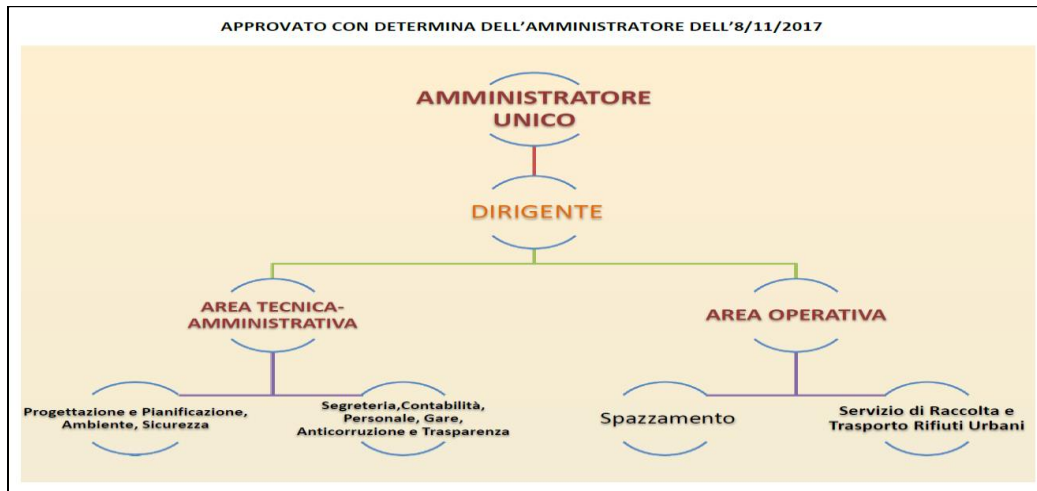 APPROVATO CON DETERMINA DELL'AMMINISTRATORE DELL'8/11/2017
AMMINISTRATORE
UNICO
DIRIGENTE
AREA TECNICA-
AMMINISTRATIVA
AREA OPERATIVA
Progettazione e Pianificazione,
Ambiente, Sicurezza
Segreteria,Contabilità,
Personale, Gare,
Anticorruzione e Trasparenza
Spazzamento
Servizio di Raccolta e
Trasporto Rifiuti Urbani